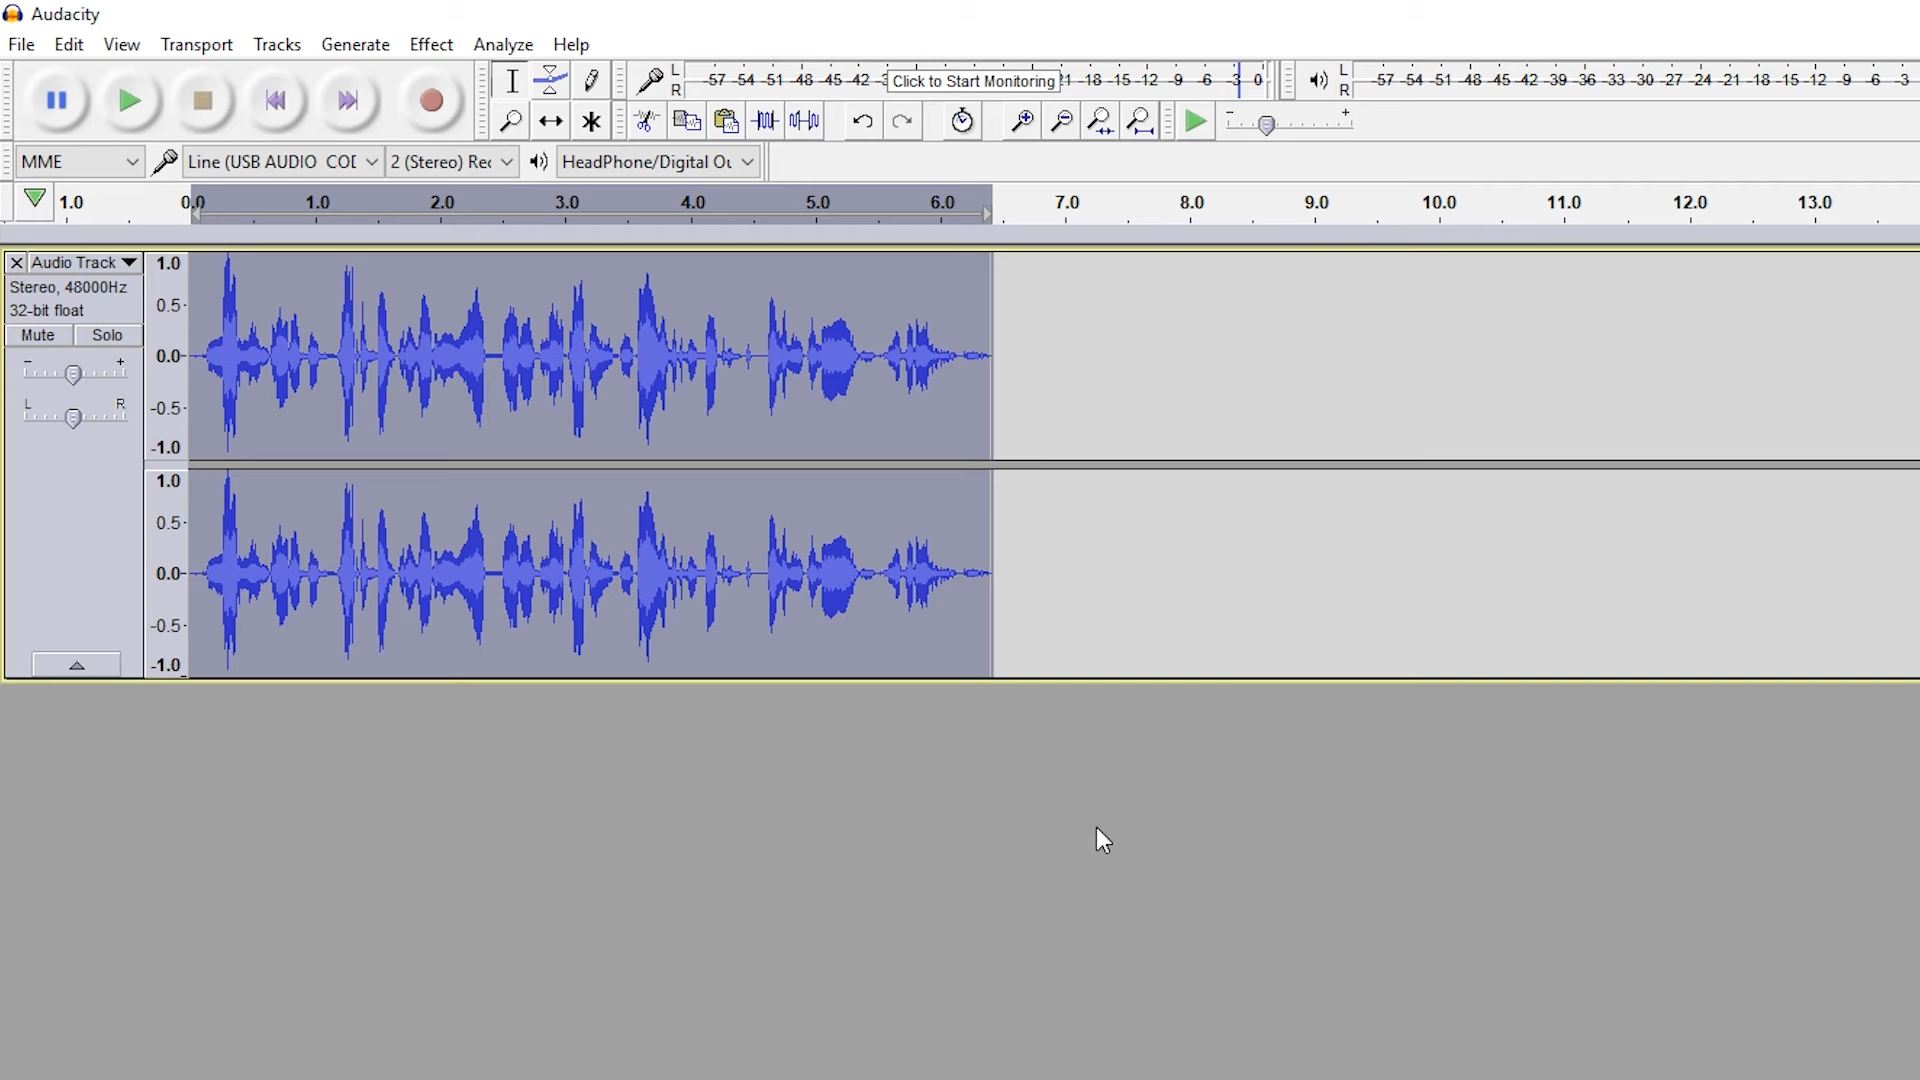 Audacity
File Edit View Transport Tracks Generate Effect Analyze Help
L -57 -54 -51 -48 -45 -42 Click to Start Monitoring -18 -15 -12 -9 -6 -3 0 L -57 -54 -51 -48 -45 -42 -39 -36 -33 -30 -27 -24 -21 -18 -15 -12 -9 -6 -3
R R
- +
MME Line (USB AUDIO COD 2 (Stereo) Rec HeadPhone/Digital Ou
1.0 0.0 1.0 2.0 3.0 4.0 5.0 6.0 7.0 8.0 9.0 10.0 11.0 12.0 13.0
X Audio Track 1.0
Stereo, 48000Hz
32-bit float 0.5
Mute Solo
- + 0.0
L R -0.5
-1.0
1.0
0.5
0.0
-0.5
-1.0